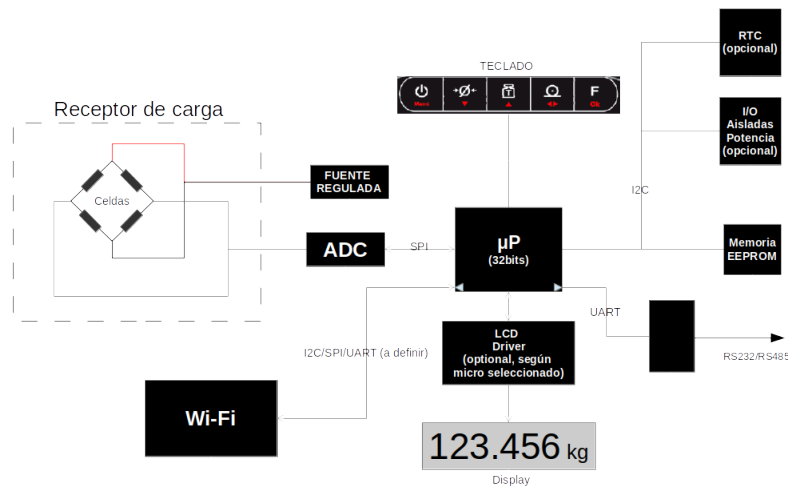 RTC
(opcional)
TECLADO
Menú
F
Ok
T
Receptor de carga
I/O
Aisladas
Potencia
(opcional)
FUENTE
REGULADA
Celdas
I2C
ADC
SPI
µP
(32bits)
Memoria
EEPROM
UART
LCD
Driver
(optional, según
micro seleccionado)
I2C/SPI/UART (a definir)
RS232/RS485
Wi-Fi
123.456 kg
Display